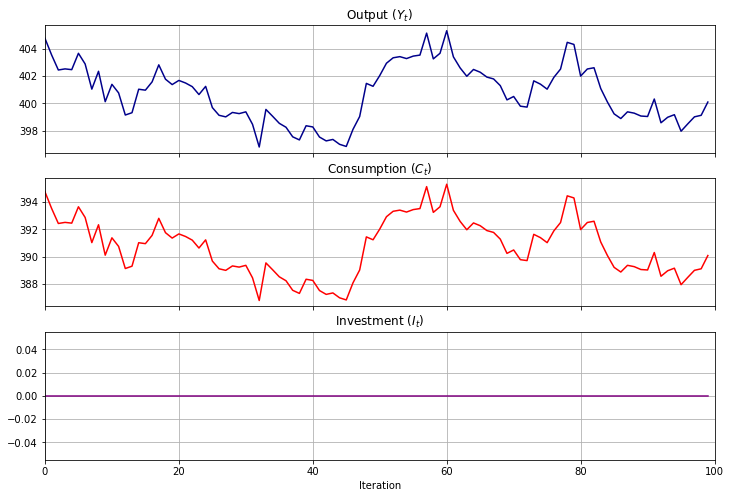 Output (Y_t)
404
402
400
398
Consumption (C_t)
394
392
390
388
Investment (I_t)
0.04
0.02
0.00
−0.02
−0.04
0 20 40 60 80 100
Iteration